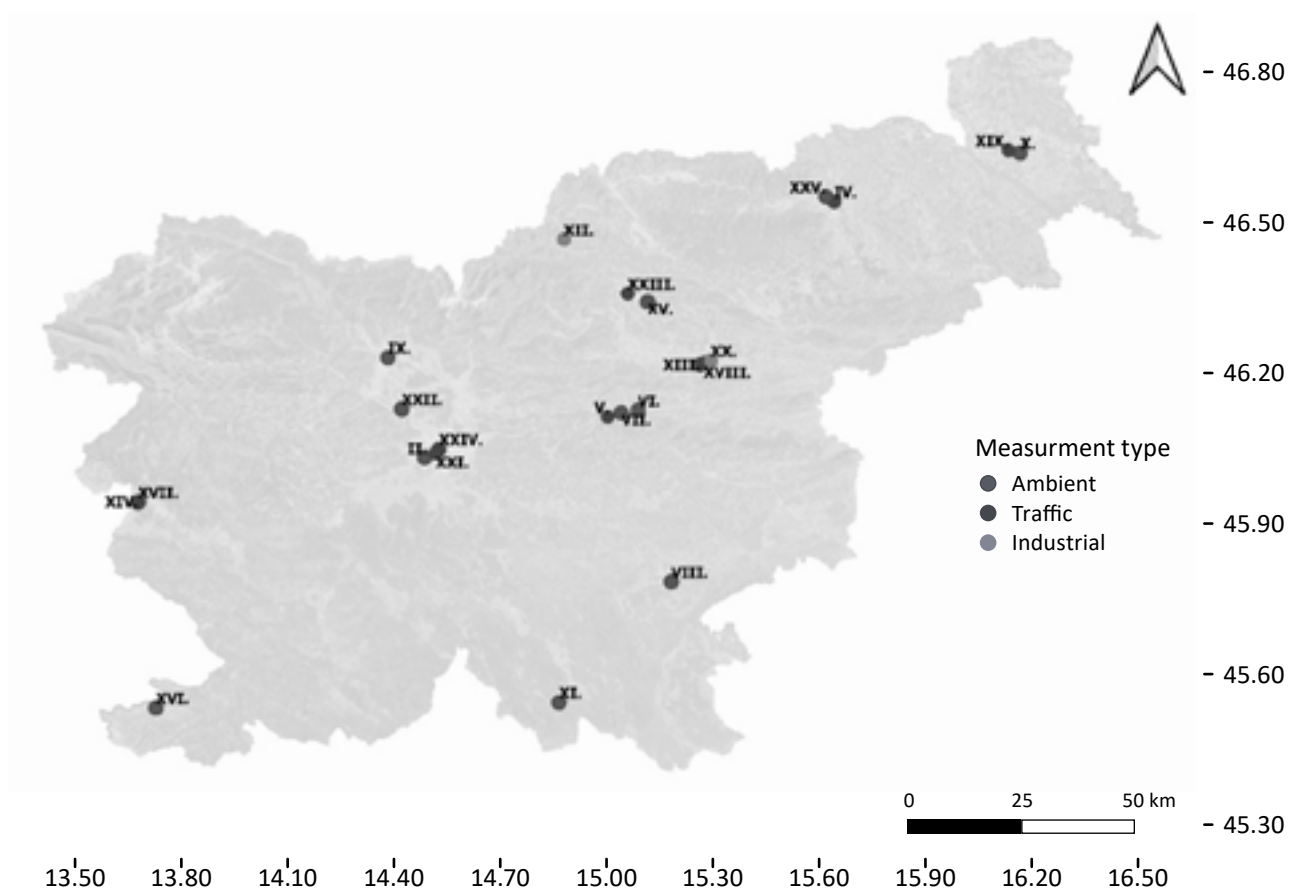 46.80
XIX.
X.
XXV.
IV.
46.50
XII.
XXIII.
XV.
IX.
XX.
XIII.
XVIII.
46.20
XXII.
V.
VI.
VII.
XXIV.
II.
XXI.
Measurment type
Ambient
XVII.
XIV.
Traffic
45.90
Industrial
VIII.
45.60
XVI.
XI.
0 25 50 km
45.30
13.50 13.80 14.10 14.40 14.70 15.00 15.30 15.60 15.90 16.20 16.50